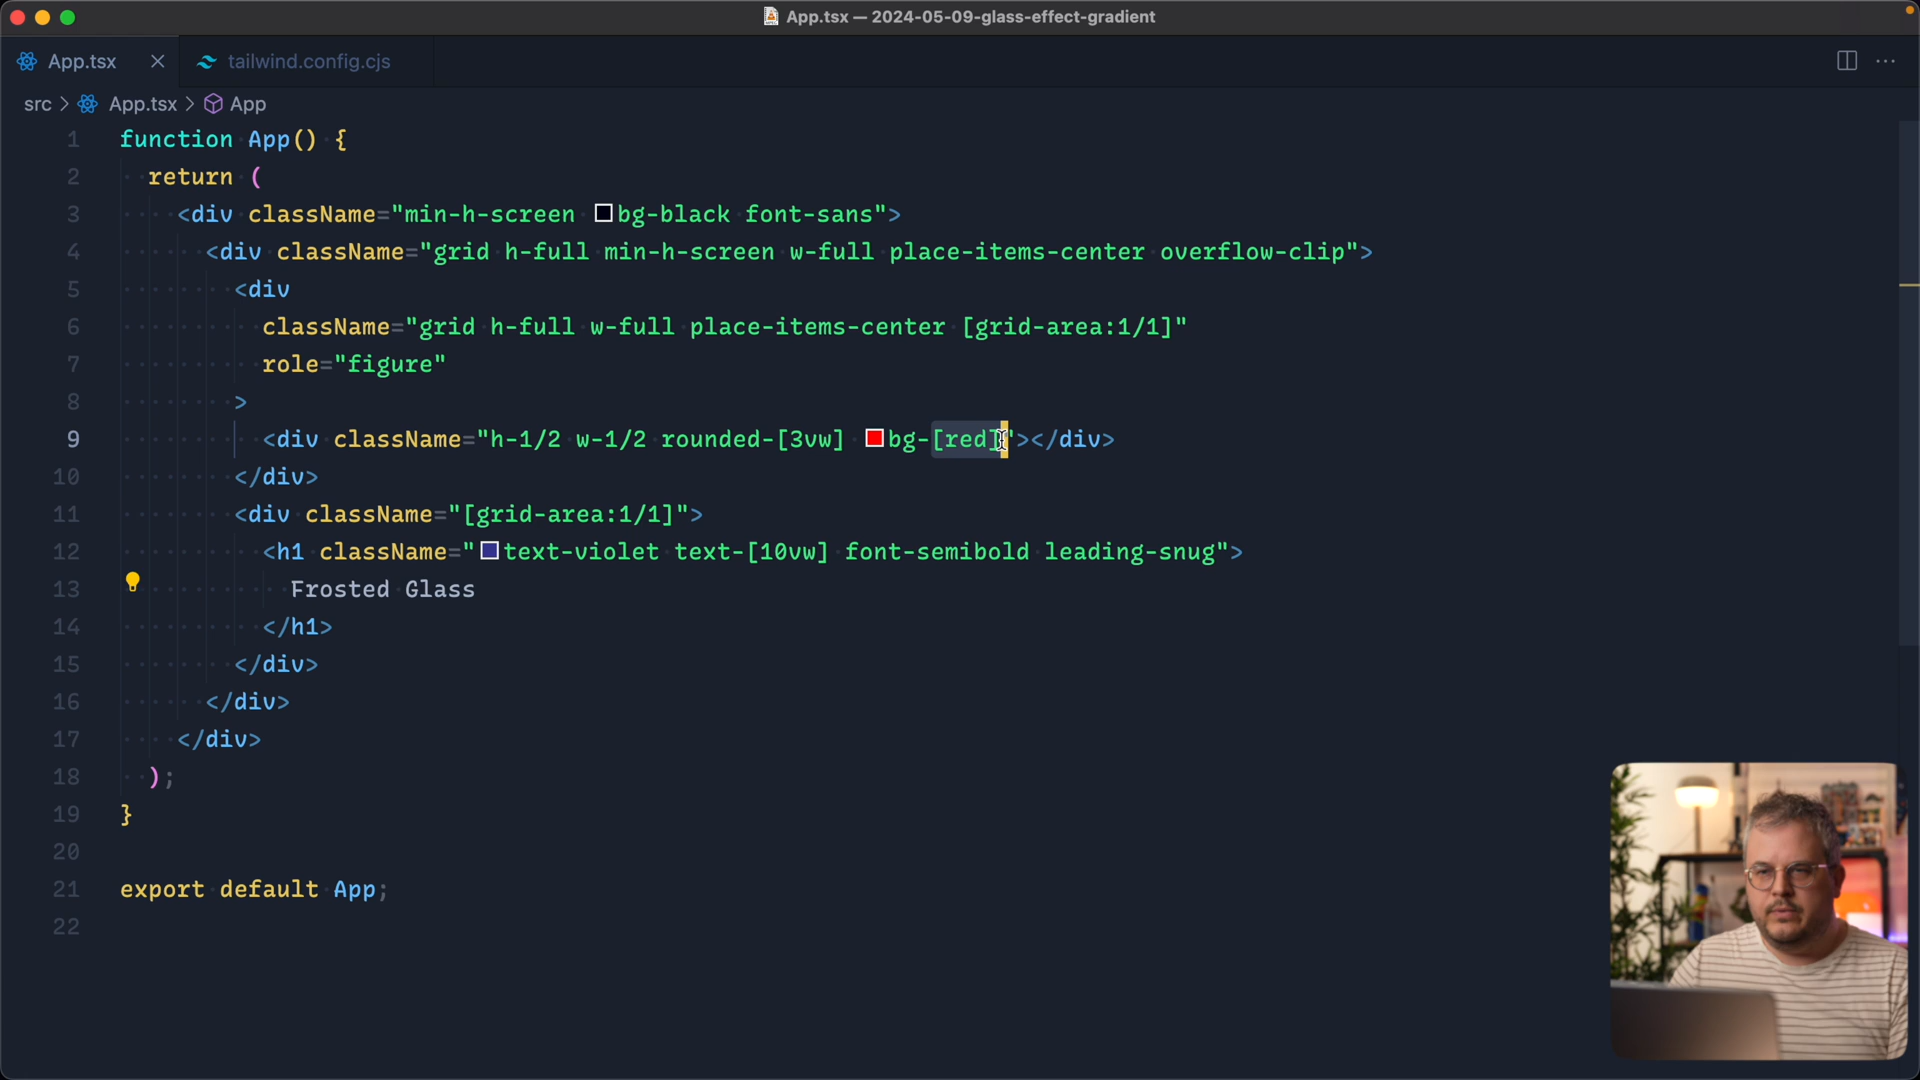 App.tsx — 2024-05-09-glass-effect-gradient
App.tsx tailwind.config.cjs
src > App.tsx > App
1 function App() {
2 return (
3 <div className="min-h-screen bg-black font-sans">
4 <div className="grid h-full min-h-screen w-full place-items-center overflow-clip">
5 <div
6 className="grid h-full w-full place-items-center [grid-area:1/1]"
7 role="figure"
8 >
9 <div className="h-1/2 w-1/2 rounded-[3vw] bg-[red]"></div>
10 </div>
11 <div className="[grid-area:1/1]">
12 <h1 className="text-violet text-[10vw] font-semibold leading-snug">
13 Frosted Glass
14 </h1>
15 </div>
16 </div>
17 </div>
18 );
19 }
20
21 export default App;
22